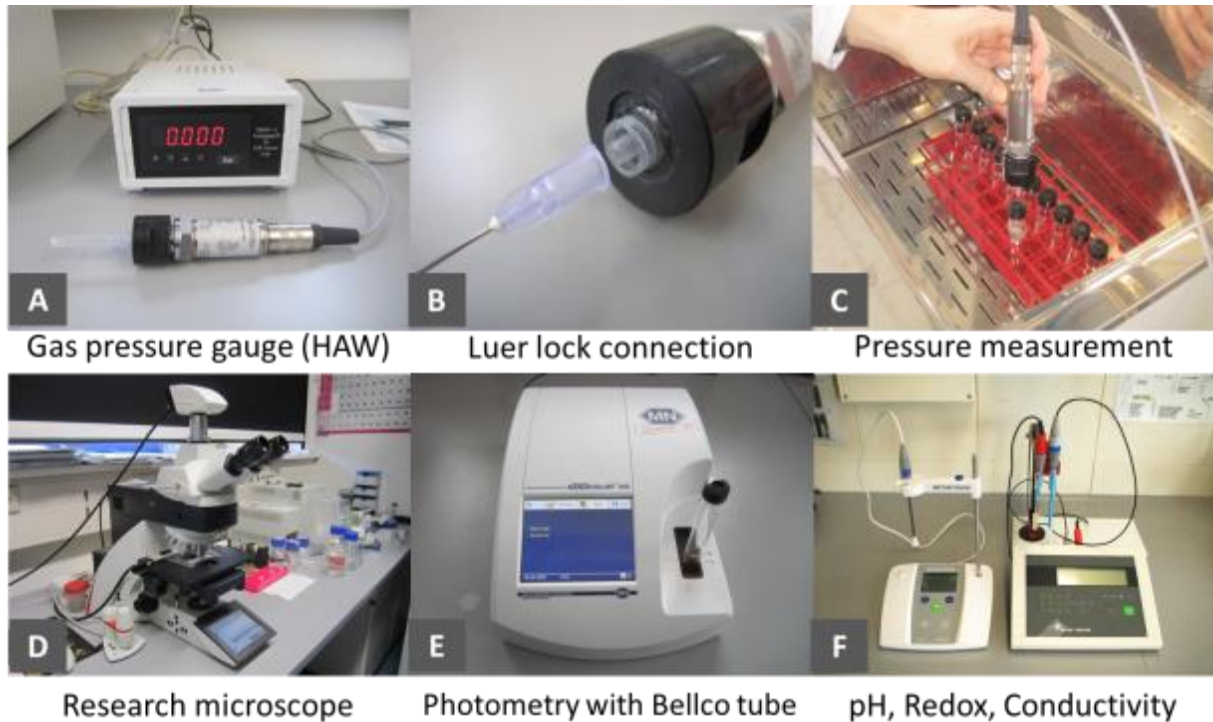 0.000
A
B
C
Gas pressure gauge (HAW)
Luer lock connection
Pressure measurement
MN
D
E
F
Research microscope
Photometry with Bellco tube
pH, Redox, Conductivity